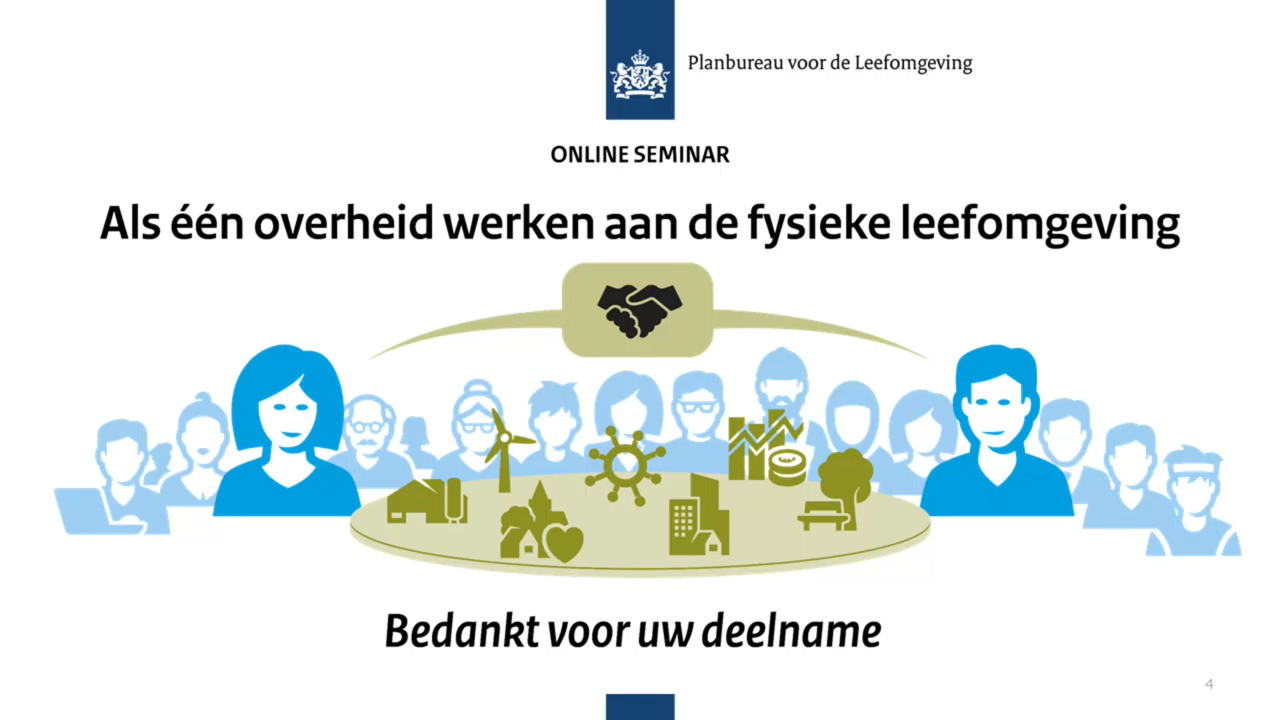 Planbureau voor de Leefomgeving
ONLINE SEMINAR
Als één overheid werken aan de fysieke leefomgeving
Bedankt voor uw deelname
4